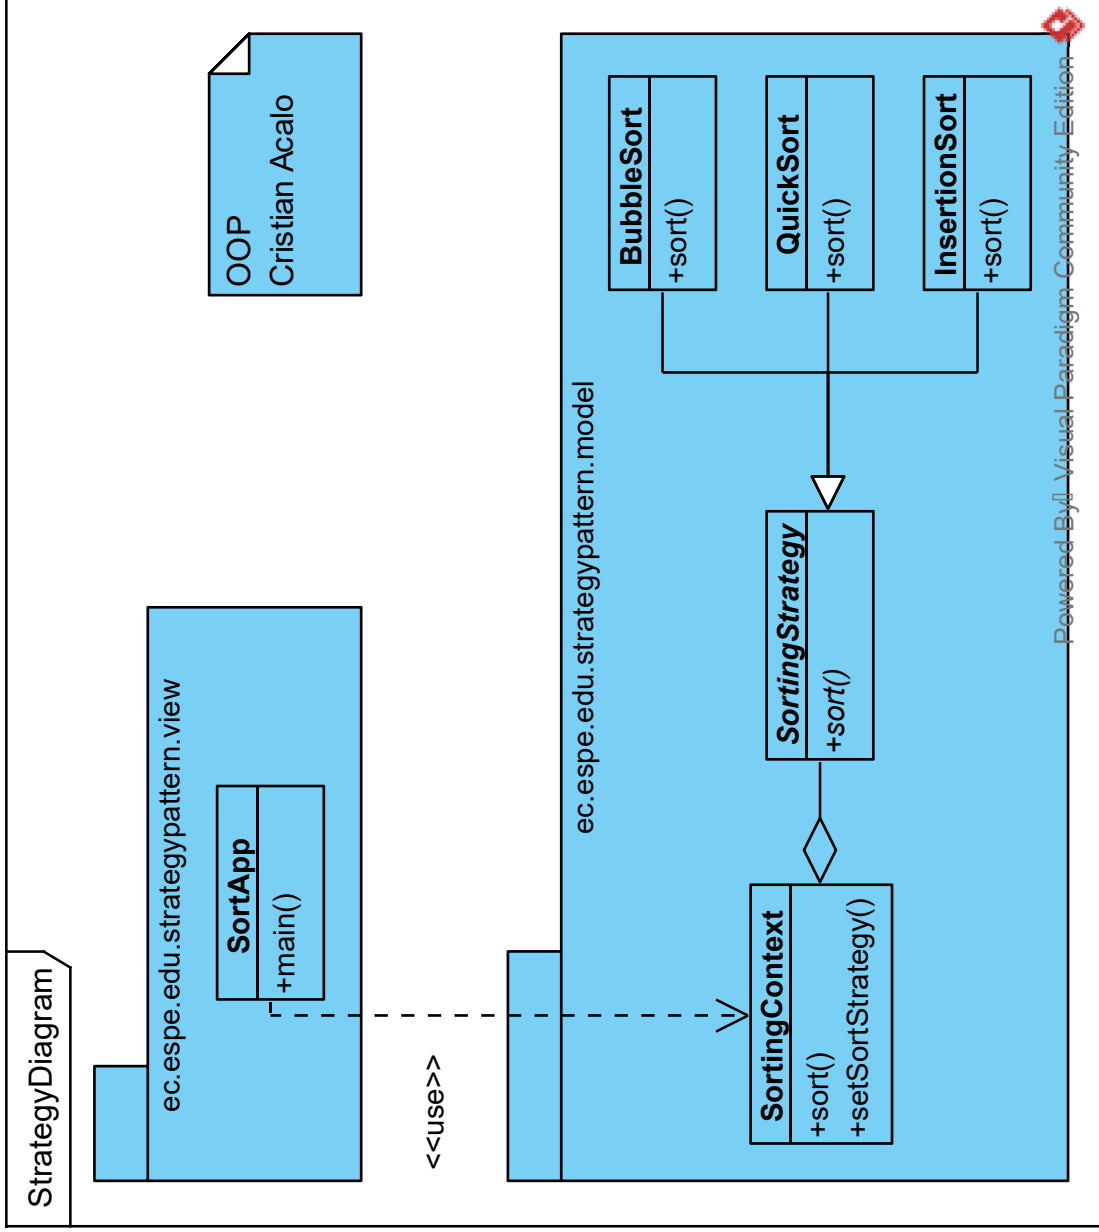 StrategyDiagram
ec.espe.edu.strategypattern.view
SortApp
+main()
OOP
Cristian Acalo
<<use>>
ec.espe.edu.strategypattern.model
SortingContext
+sort()
+setSortStrategy()
SortingStrategy
+sort()
BubbleSort
+sort()
QuickSort
+sort()
InsertionSort
+sort()
Powered By Visual Paradigm Community Edition